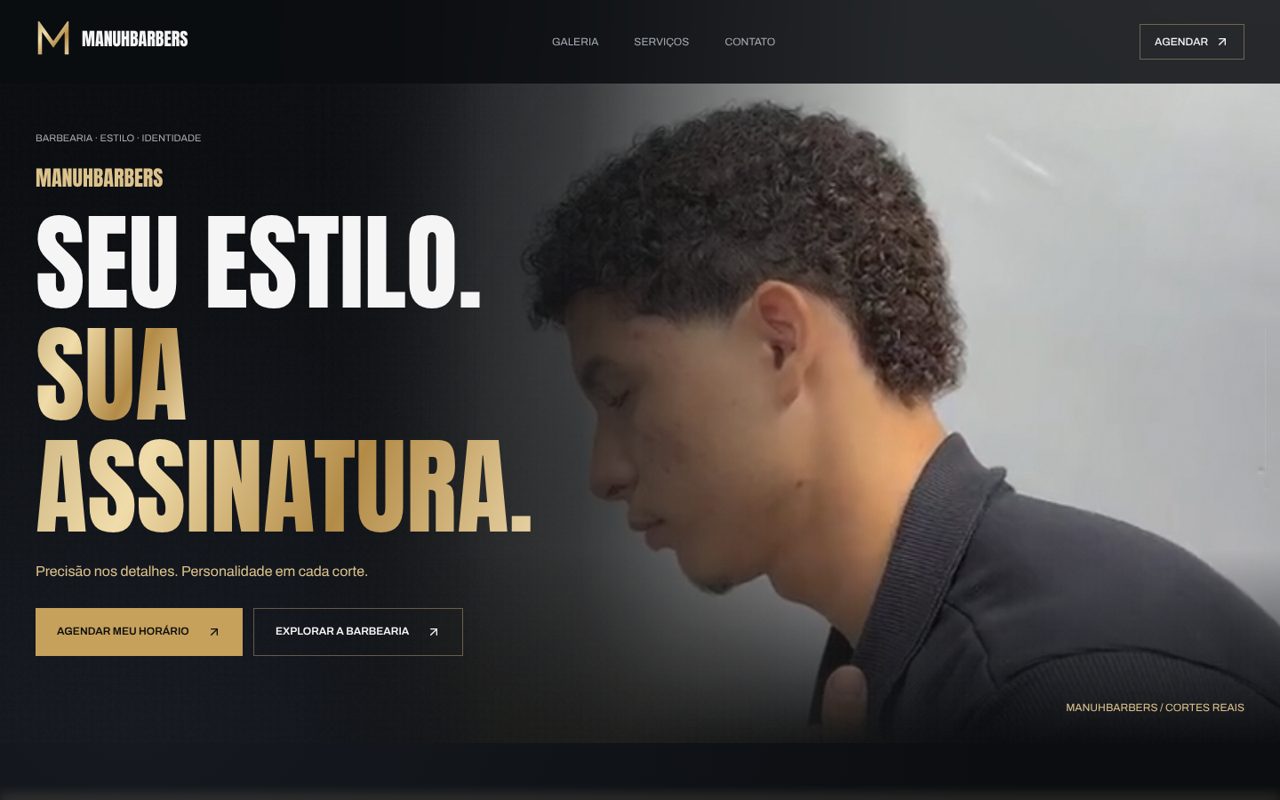 MANUHBARBERS
GALERIA
SERVIÇOS
CONTATO
AGENDAR
BARBEARIA · ESTILO · IDENTIDADE
MANUHBARBERS
SEU ESTILO.
SUA
ASSINATURA.
Precisão nos detalhes. Personalidade em cada corte.
AGENDAR MEU HORÁRIO
EXPLORAR A BARBEARIA
MANUHBARBERS / CORTES REAIS